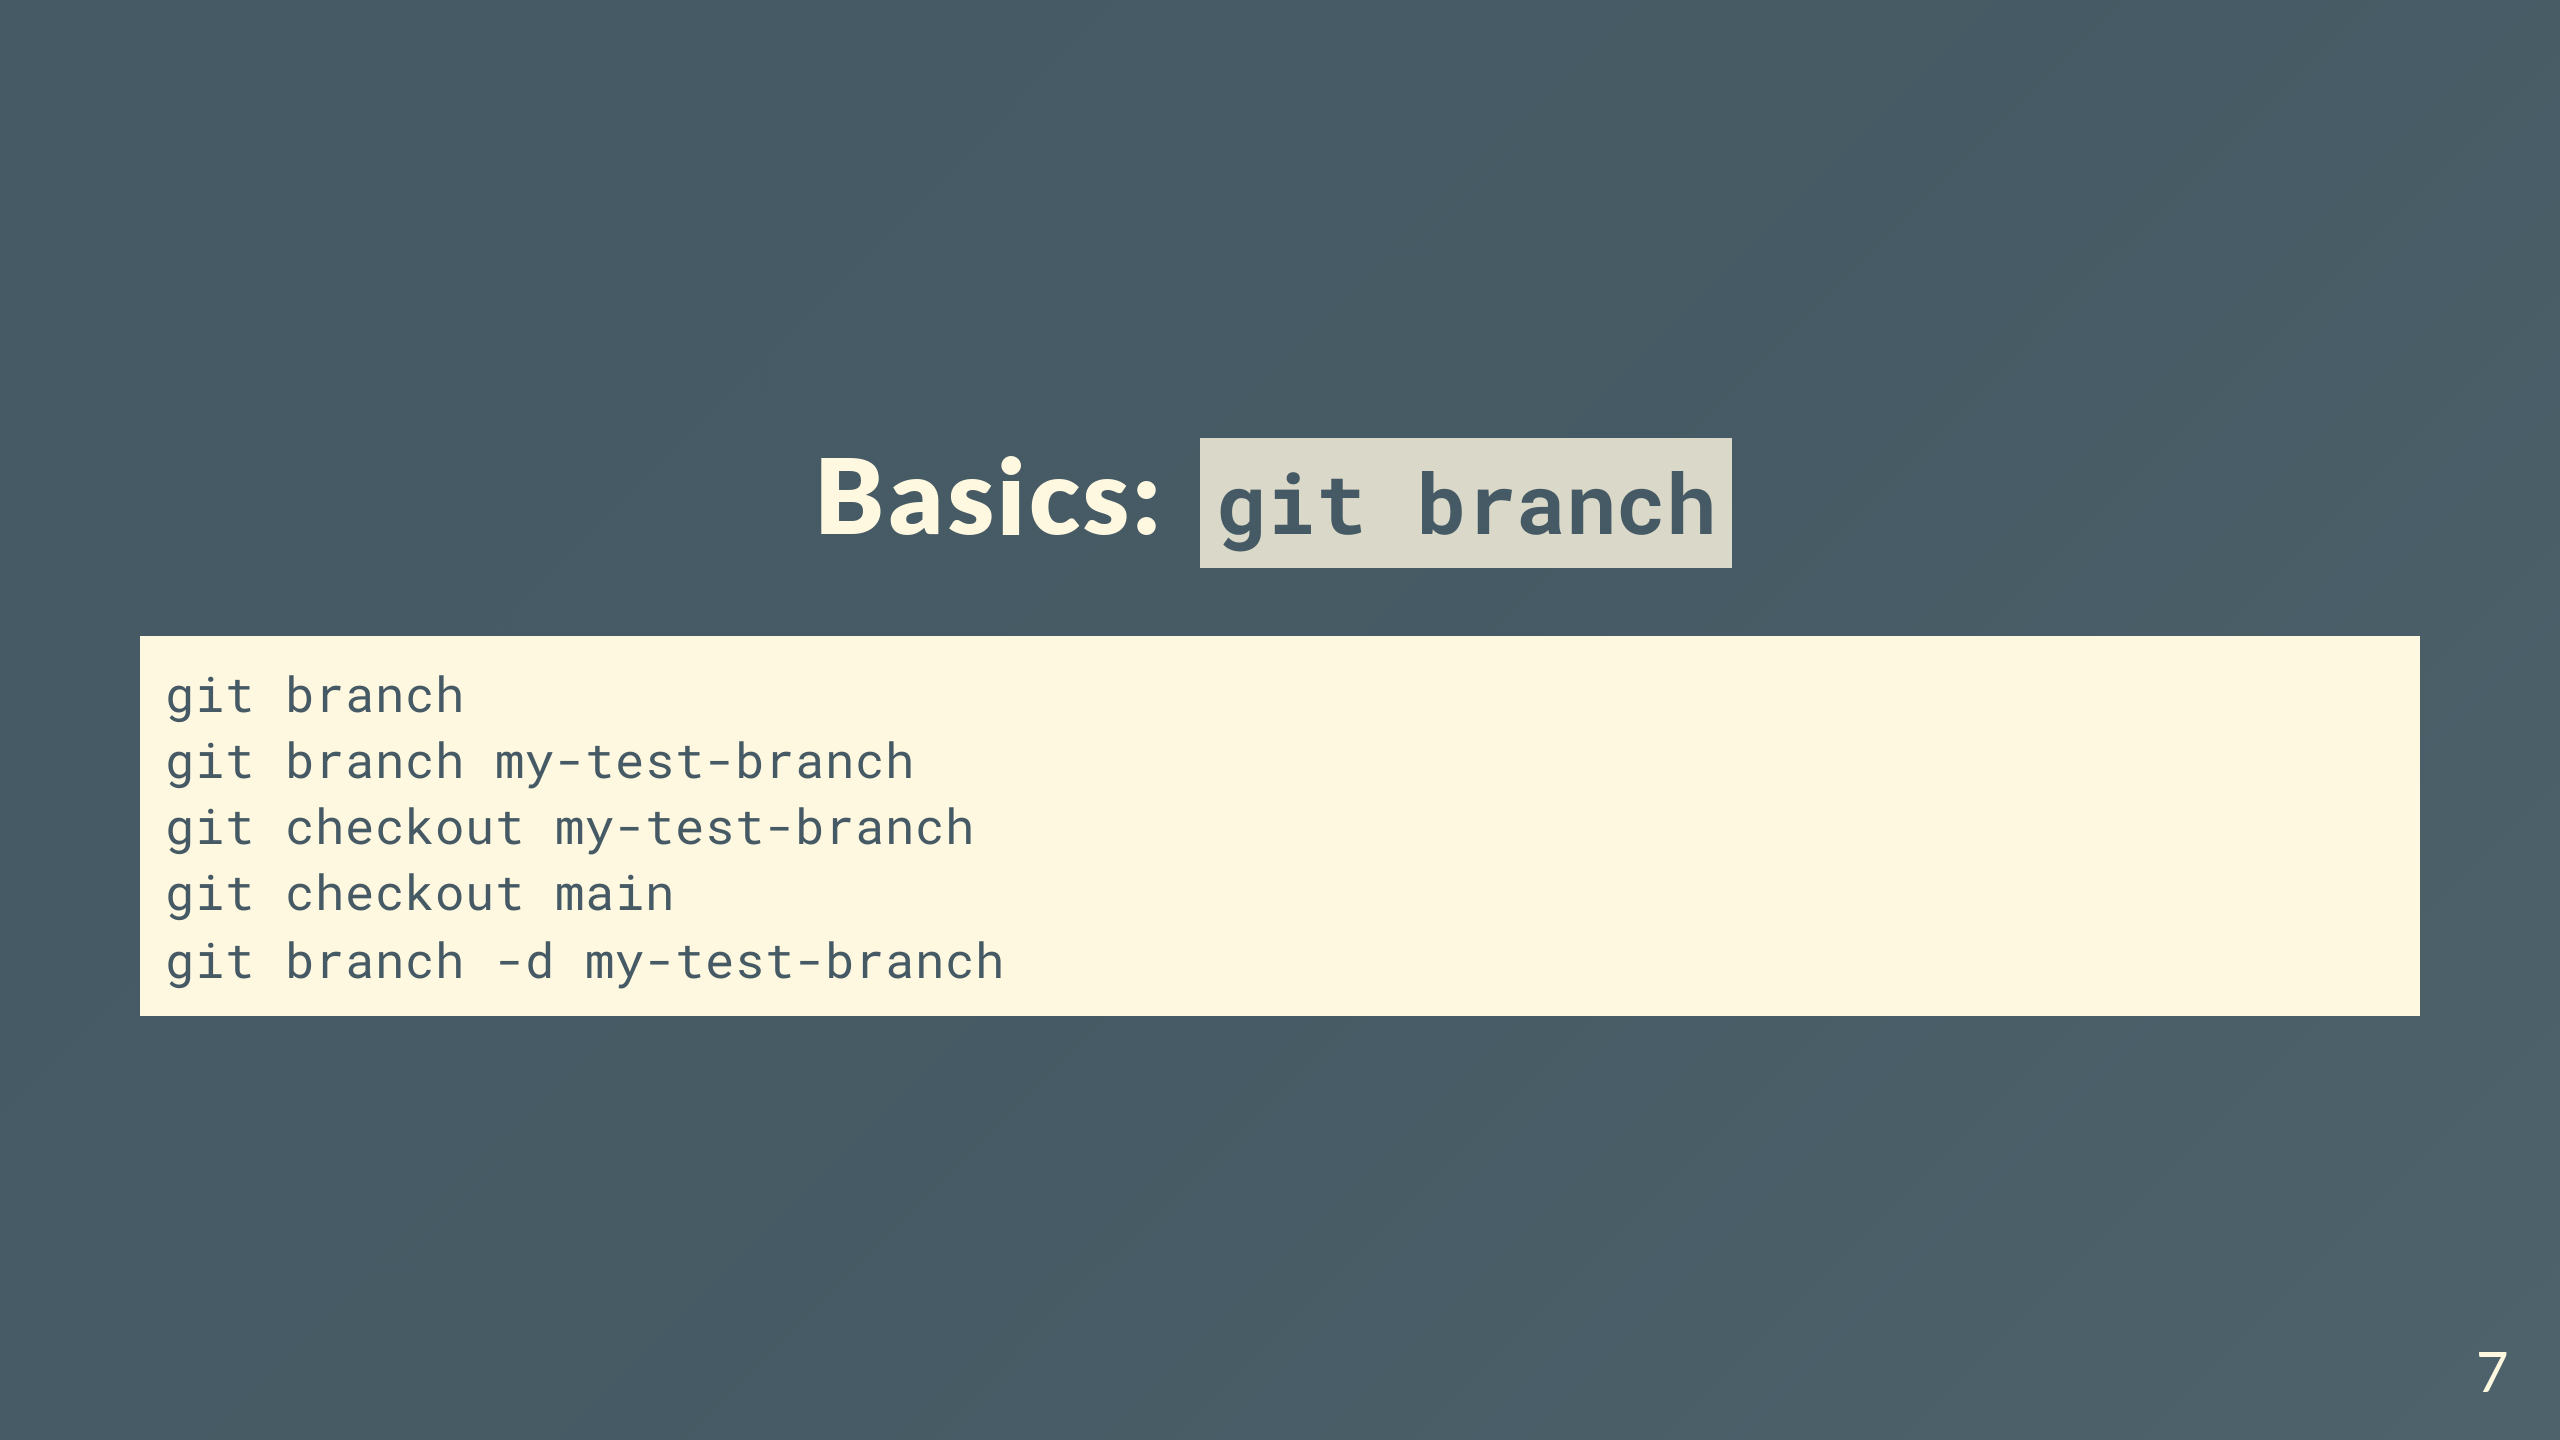 Basics: git branch
git branch
git branch my-test-branch
git checkout my-test-branch
git checkout main
git branch -d my-test-branch
7